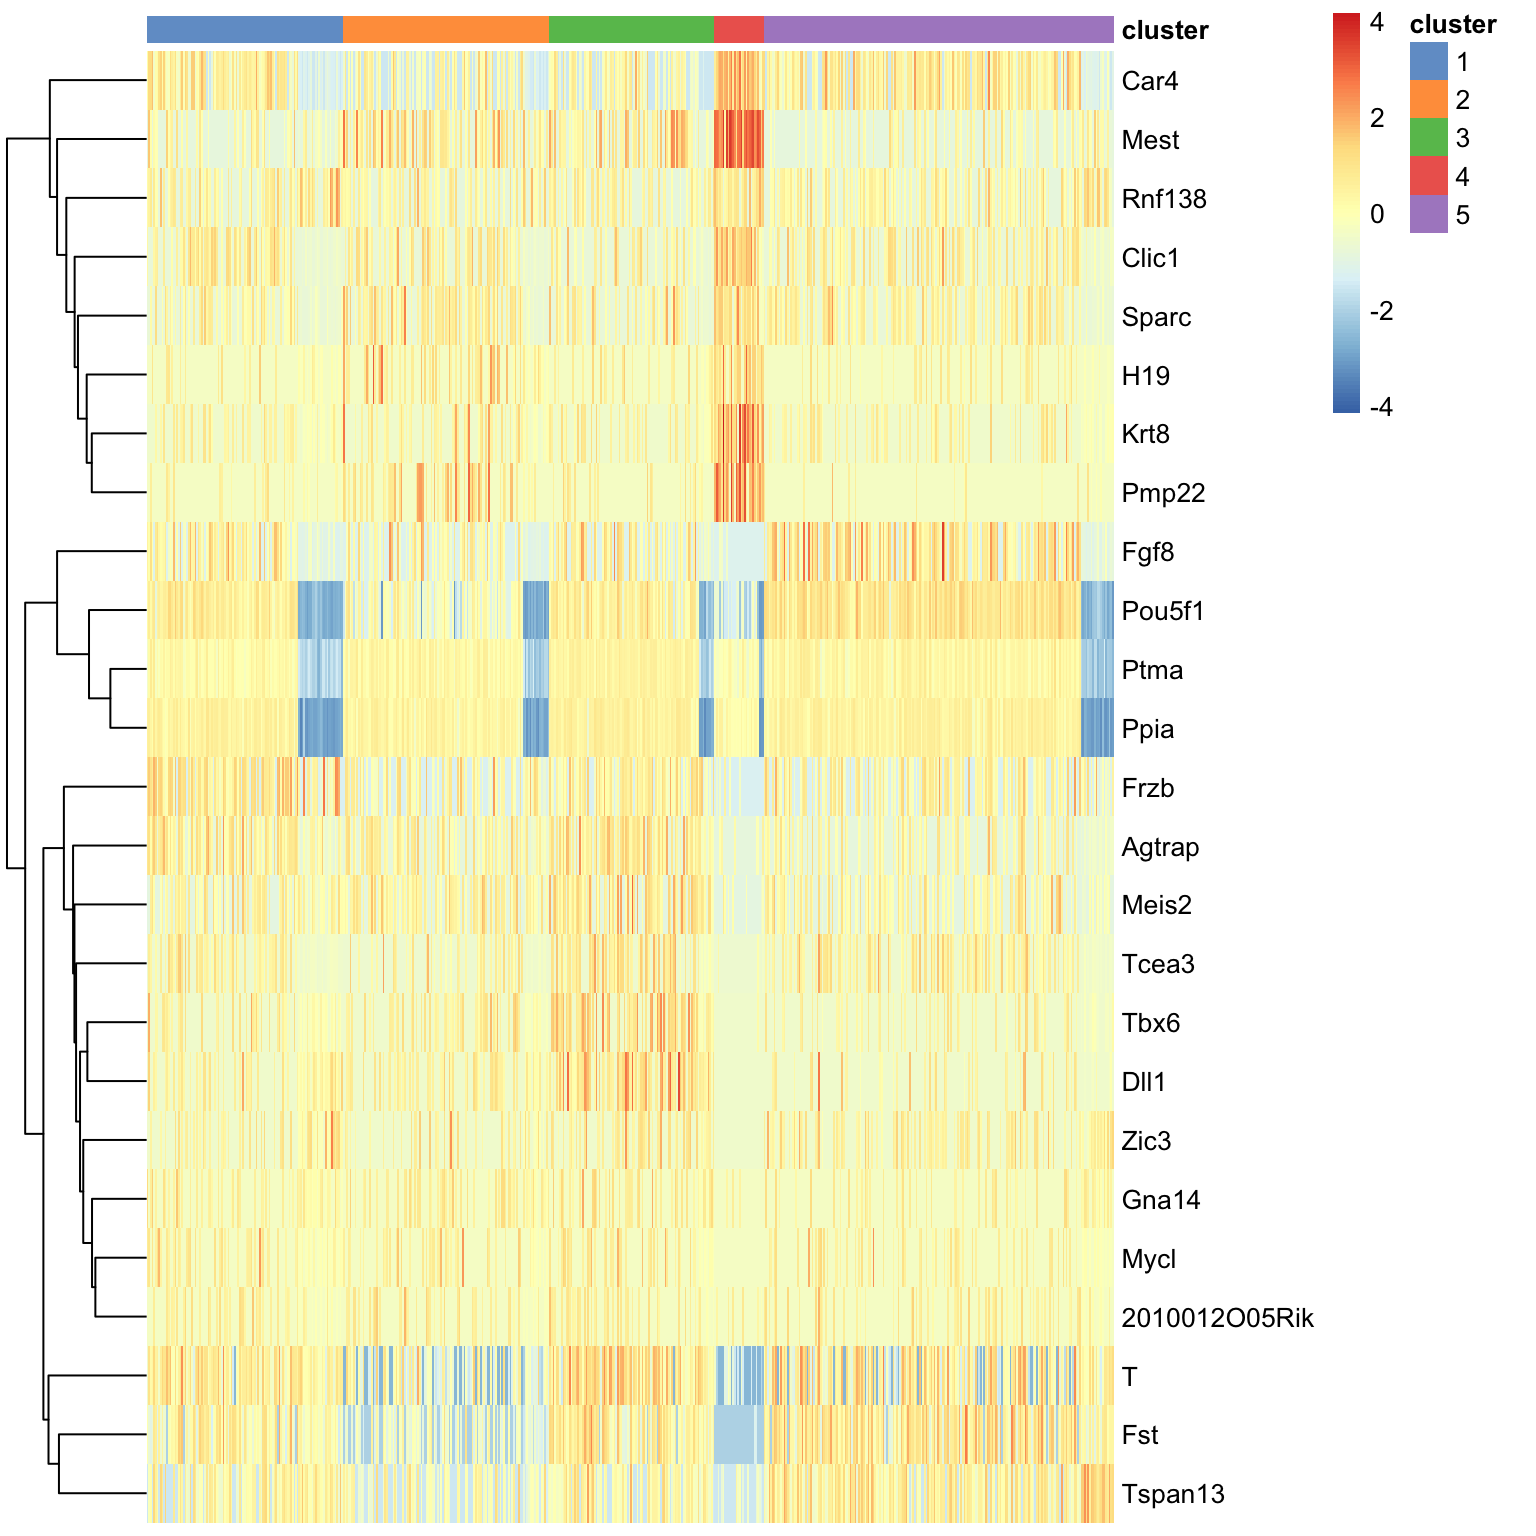 cluster
Car4
Mest
Rnf138
Clic1
Sparc
H19
Krt8
Pmp22
Fgf8
Pou5f1
Ptma
Ppia
Frzb
Agtrap
Meis2
Tcea3
Tbx6
Dll1
Zic3
Gna14
Mycl
2010012O05Rik
T
Fst
Tspan13
4
2
0
-2
-4
cluster
1
2
3
4
5